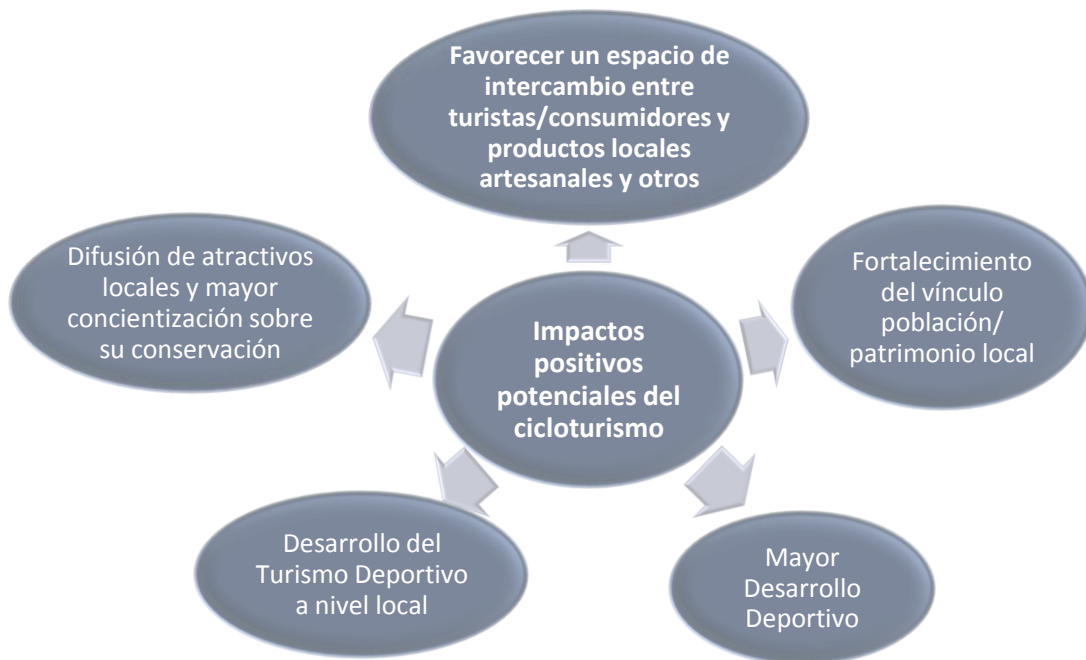 Favorecer un espacio de
intercambio entre
turistas/consumidores y
productos locales
artesanales y otros
Difusión de atractivos
locales y mayor
concientización sobre
su conservación
Fortalecimiento
del vínculo
población/
patrimonio local
Impactos
positivos
potenciales del
cicloturismo
Desarrollo del
Turismo Deportivo
a nivel local
Mayor
Desarrollo
Deportivo